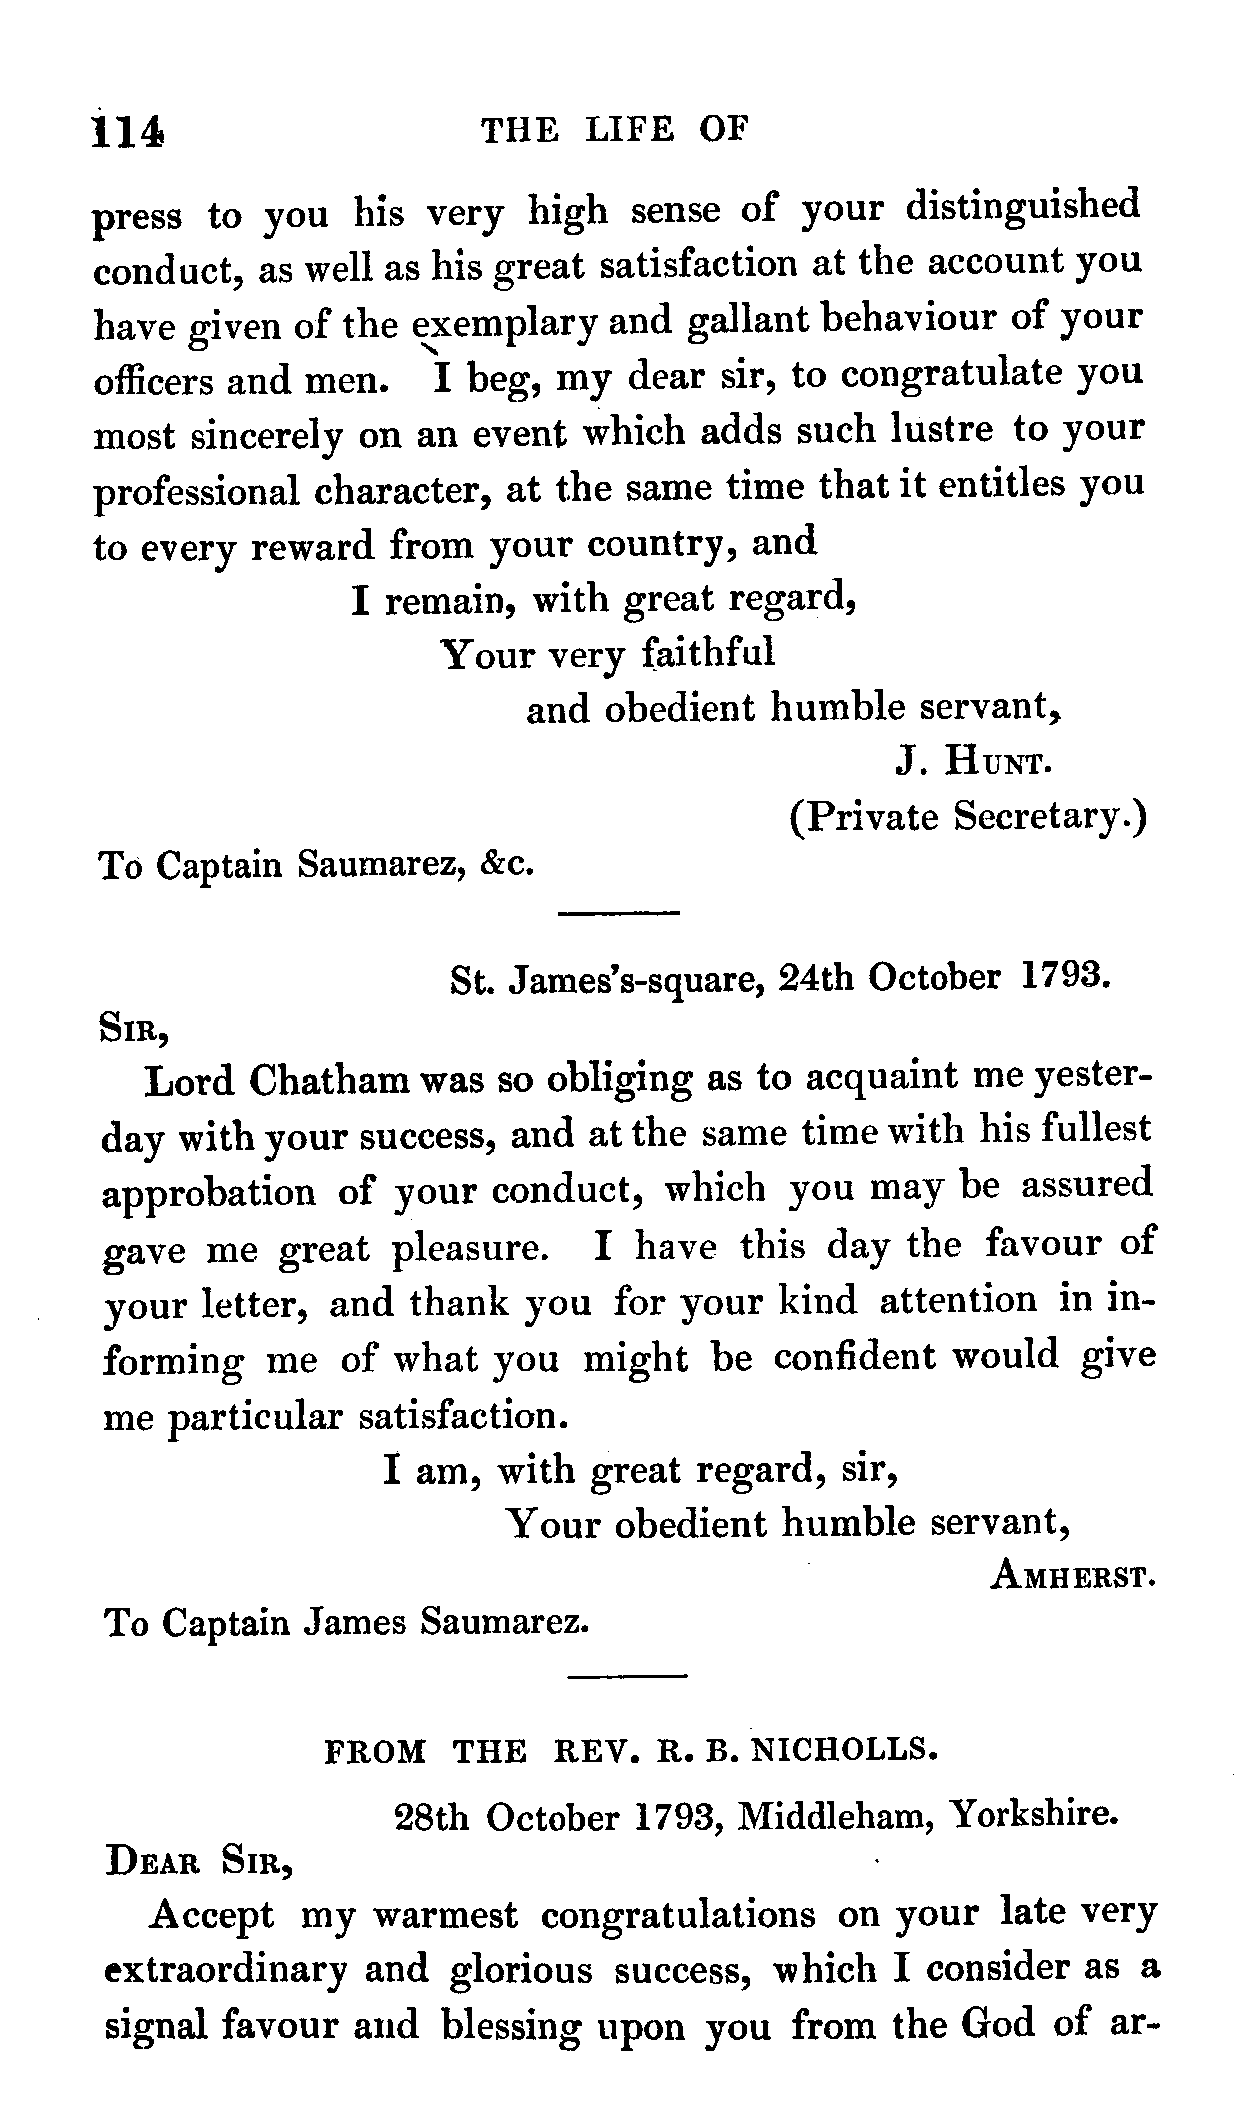 114 THE LIFE OF
press to you his very high sense of your distinguished
conduct, as well as his great satisfaction at the account you
have given of the exemplary and gallant behaviour of your
officers and men. I beg, my dear sir, to congratulate you
most sincerely on an event which adds such lustre to your
professional character, at the same time that it entitles you
to every reward from your country, and
I remain, with great regard,
Your very faithful
and obedient humble servant,
J. HUNT.
(Private Secretary.)
To Captain Saumarez, &c.
St. James's-square, 24th October 1793.
SIR,
Lord Chatham was so obliging as to acquaint me yester-
day with your success, and at the same time with his fullest
approbation of your conduct, which you may be assured
gave me great pleasure. I have this day the favour of
your letter, and thank you for your kind attention in in-
forming me of what you might be confident would give
me particular satisfaction.
I am, with great regard, sir,
Your obedient humble servant,
AMHERST.
To Captain James Saumarez.
FROM THE REV. R. B. NICHOLLS.
28th October 1793, Middleham, Yorkshire.
DEAR SIR,
Accept my warmest congratulations on your late very
extraordinary and glorious success, which I consider as a
signal favour and blessing upon you from the God of ar-